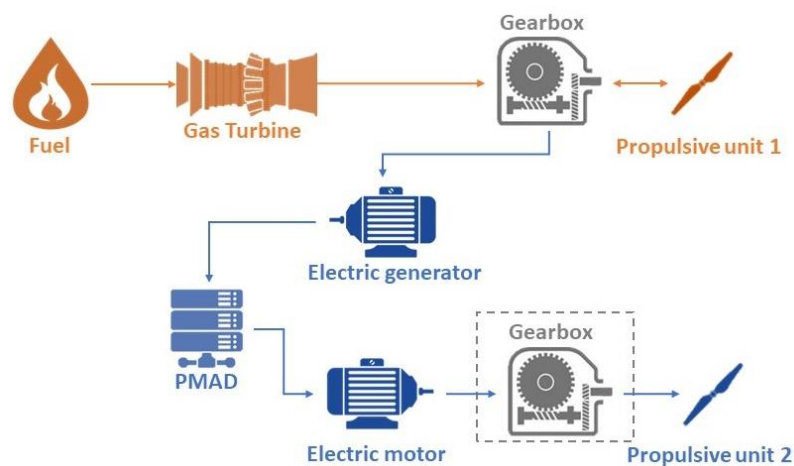 Gearbox
Fuel
Gas Turbine
Propulsive unit 1
Electric generator
PMAD
Gearbox
Electric motor
Propulsive unit 2